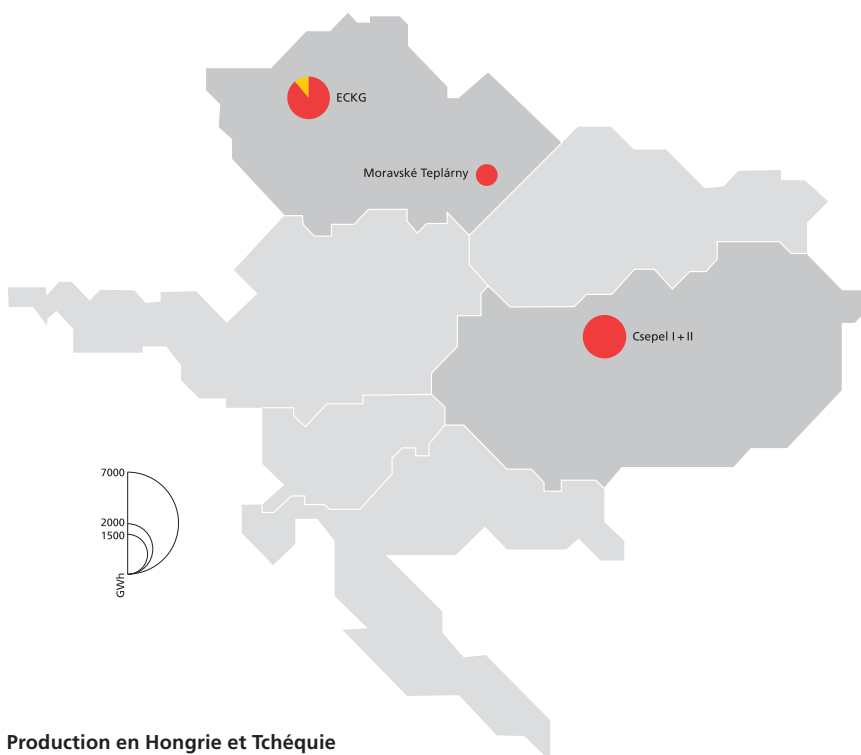 ECKG
Moravské Teplárny
Csepel I + II
7000
2000
1500
GWh
Production en Hongrie et Tchéquie